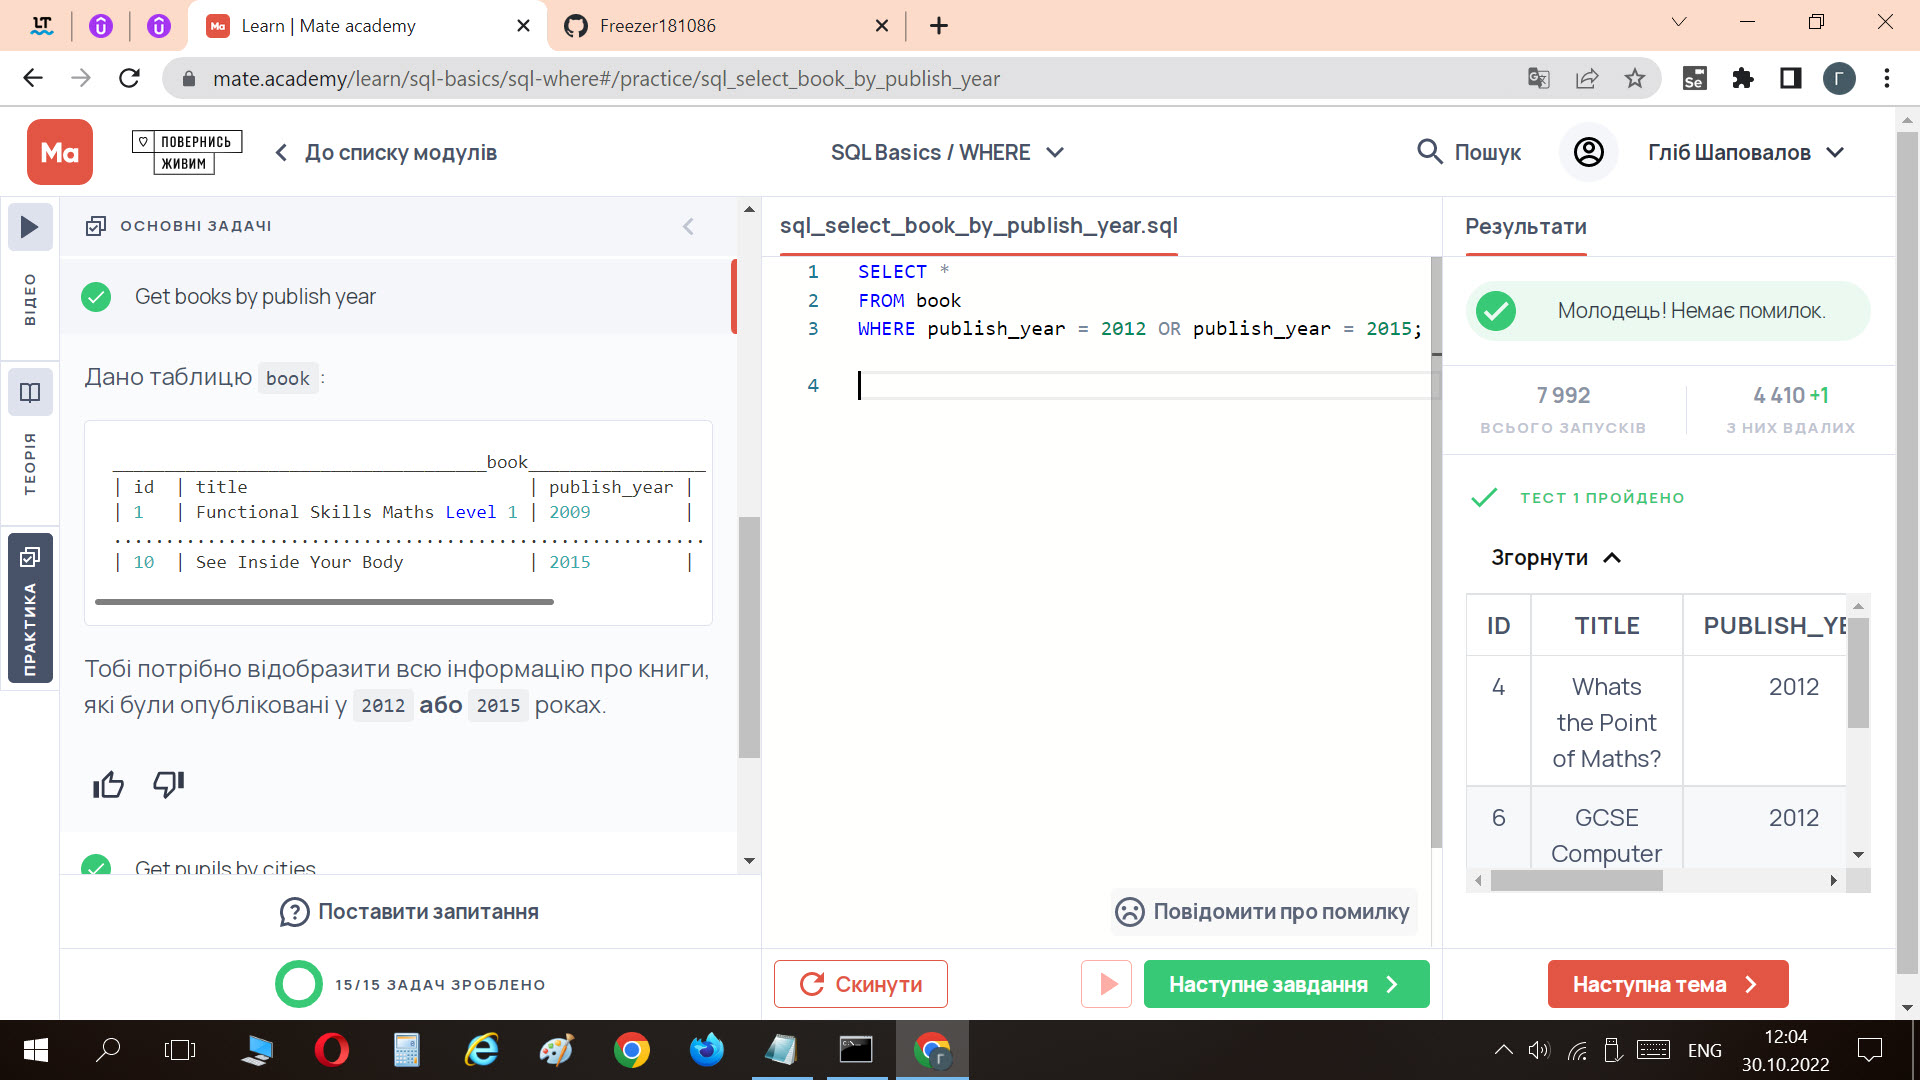 Learn | Mate academy
Freezer181086
mate.academy/learn/sql-basics/sql-where#/practice/sql_select_book_by_publish_year
Ma
ПОВЕРНИСЬ
ЖИВИМ
До списку модулів
SQL Basics / WHERE
Пошук
Гліб Шаповалов
ВІДЕО
ТЕОРІЯ
ПРАКТИКА
ОСНОВНІ ЗАДАЧІ
Get books by publish year
Дано таблицю book :
____________________________________book_________________
| id | title | publish_year |
| 1 | Functional Skills Maths Level 1 | 2009 |
.........................................................
| 10 | See Inside Your Body | 2015 |
Тобі потрібно відобразити всю інформацію про книги,
які були опубліковані у 2012 або 2015 роках.
Get pupils by cities
Поставити запитання
15/15 ЗАДАЧ ЗРОБЛЕНО
sql_select_book_by_publish_year.sql
1 SELECT *
2 FROM book
3 WHERE publish_year = 2012 OR publish_year = 2015;
4
Повідомити про помилку
Скинути
Наступне завдання
Результати
Молодець! Немає помилок.
7 992
ВСЬОГО ЗАПУСКІВ
4 410 +1
З НИХ ВДАЛИХ
ТЕСТ 1 ПРОЙДЕНО
Згорнути
ID TITLE PUBLISH_YE
4 Whats the Point of Maths? 2012
6 GCSE Computer 2012
Наступна тема
ENG
12:04
30.10.2022